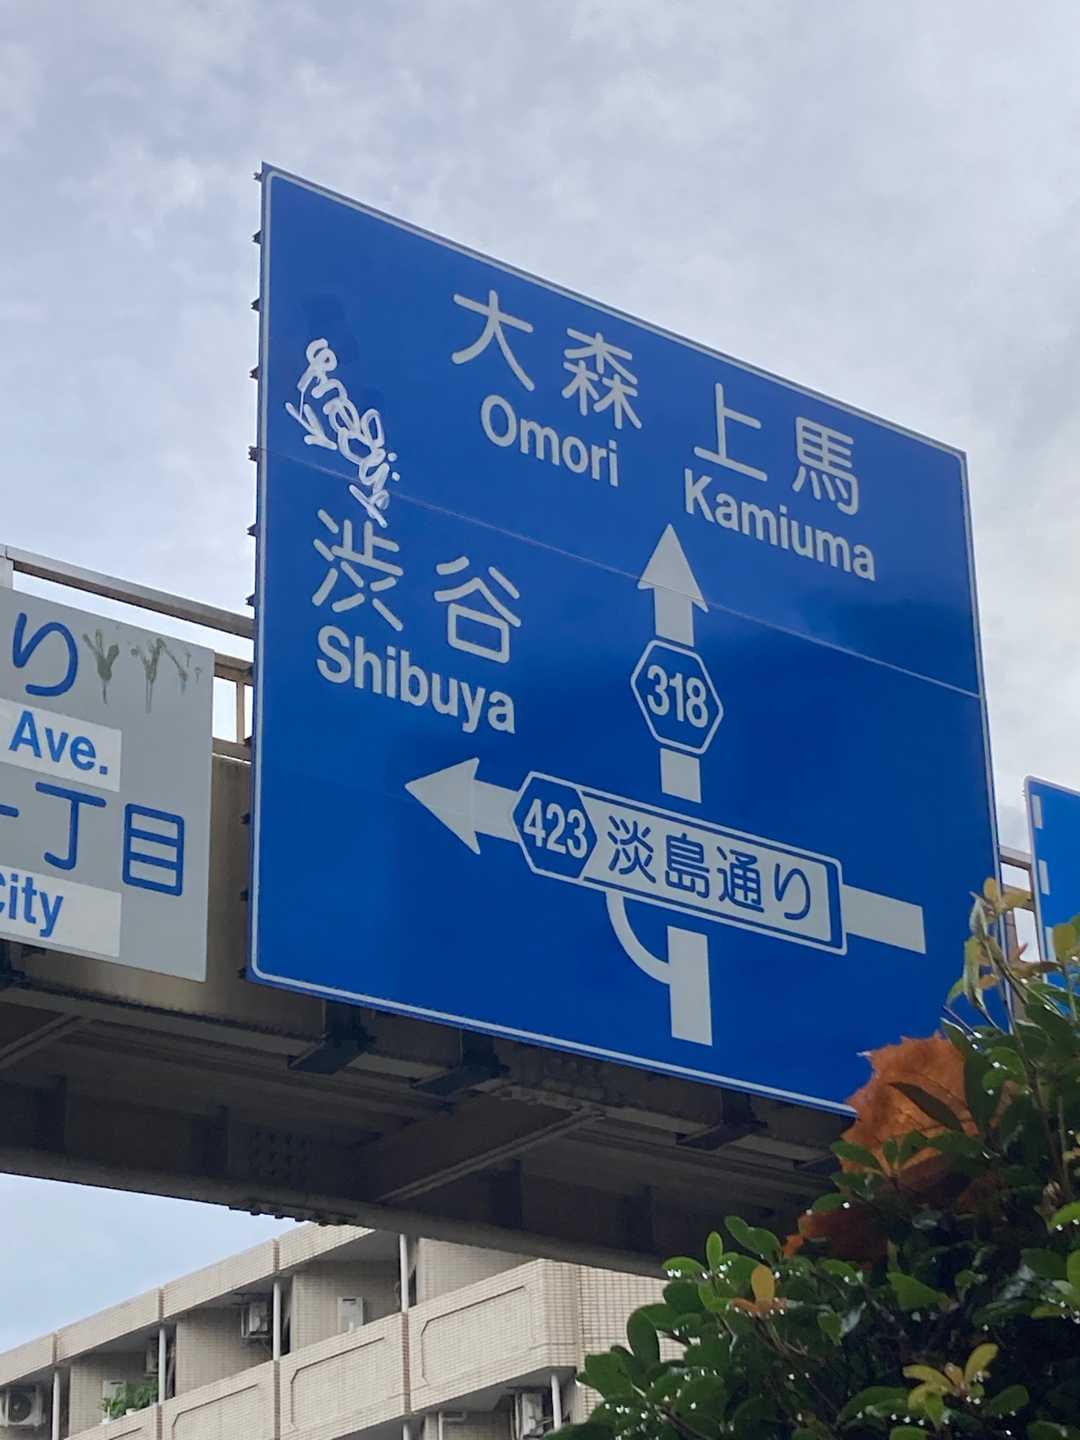 大森 上馬
Omori Kamiuma
渋谷
Shibuya
318
423 淡島通り
り
Ave.
一丁目
City